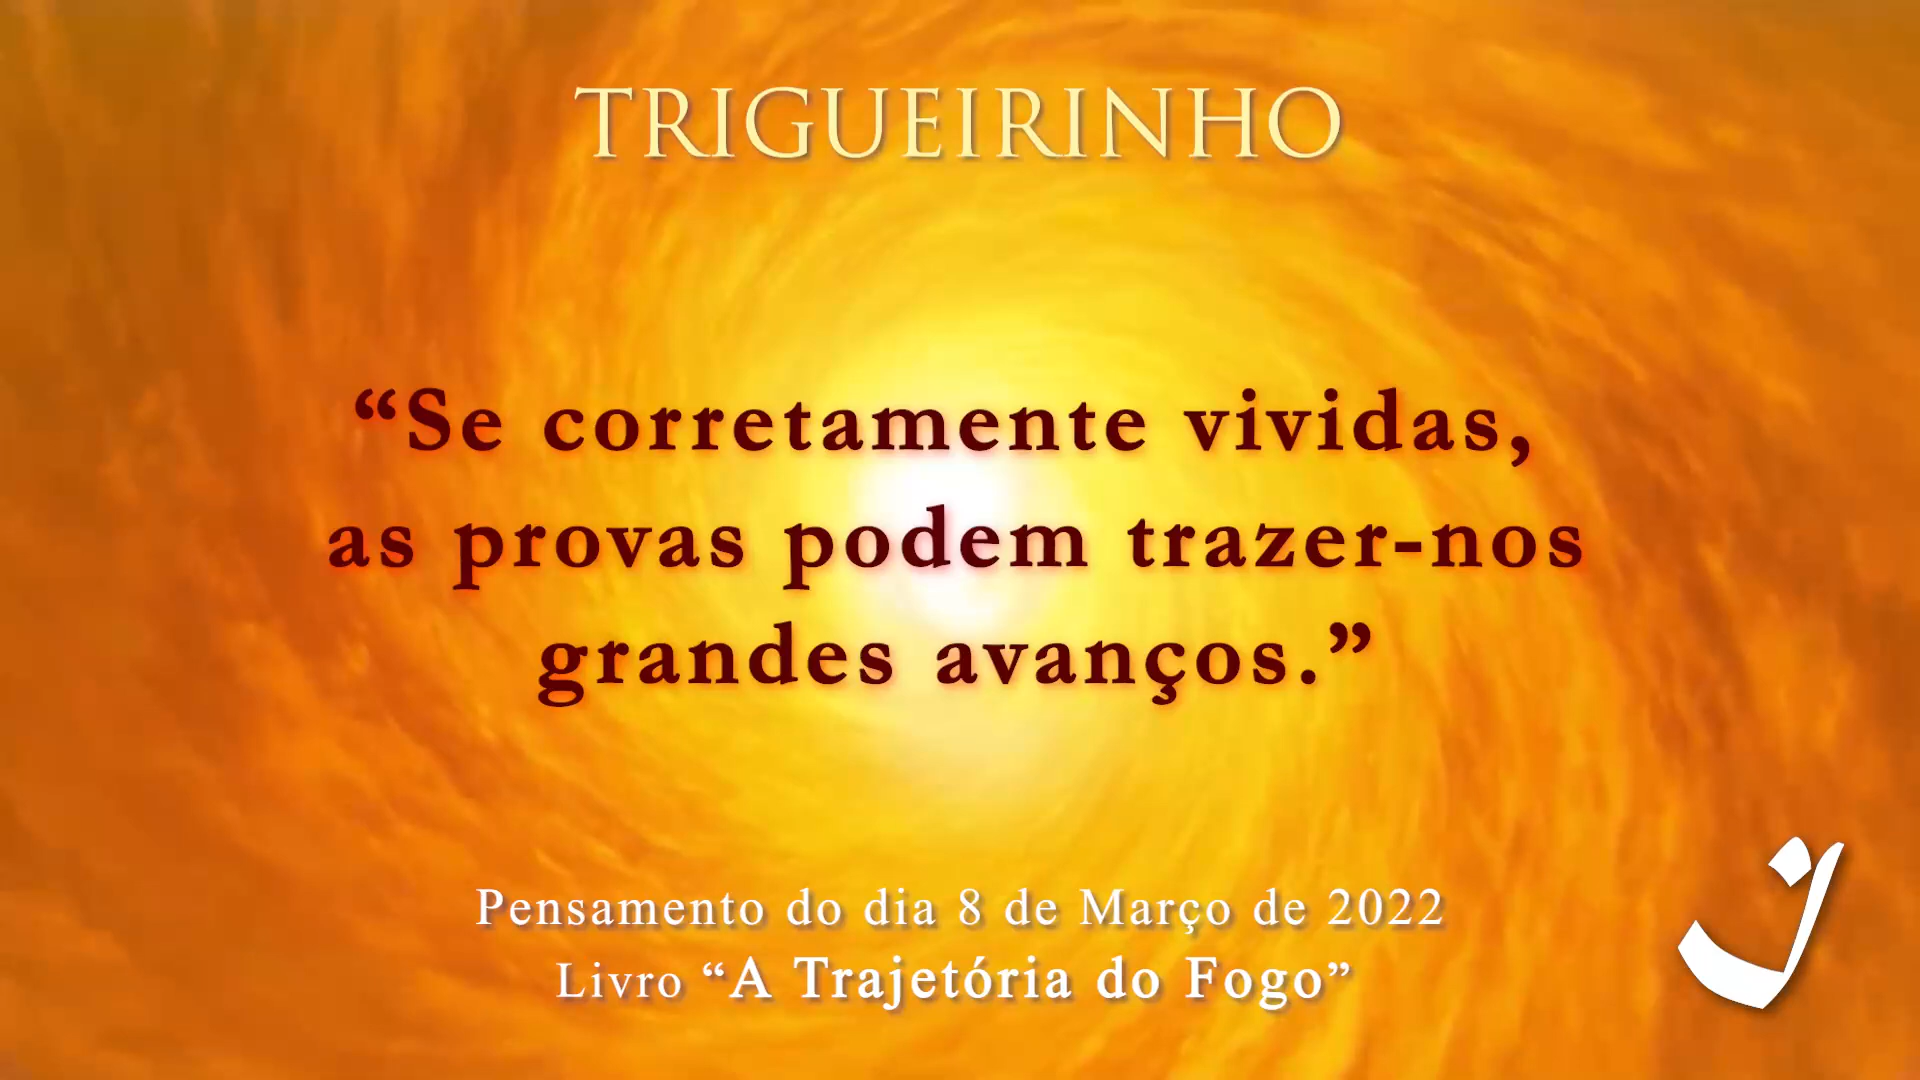 TRIGUEIRINHO
“Se corretamente vividas,
as provas podem trazer-nos
grandes avanços.”
Pensamento do dia 8 de Março de 2022
Livro “A Trajetória do Fogo”